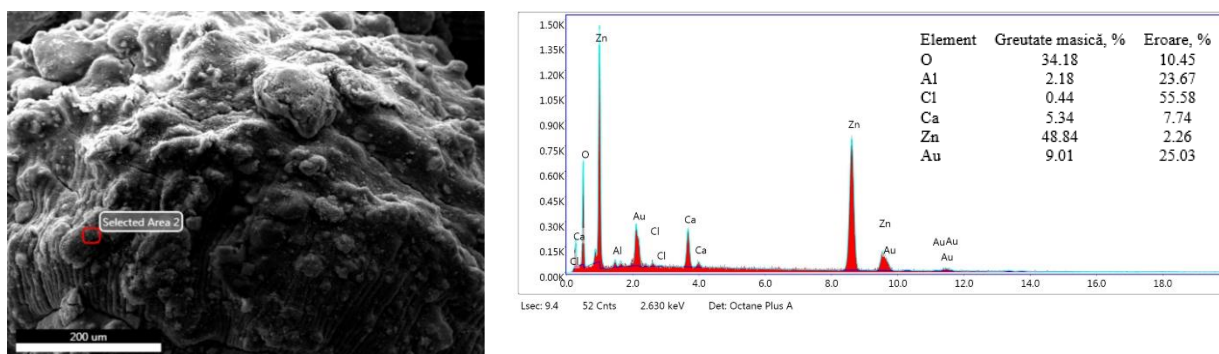 Selected Area 2
200 um
1.50K
1.35K
1.20K
1.05K
0.90K
0.75K
0.60K
0.45K
0.30K
0.15K
0.00K
0.0 2.0 4.0 6.0 8.0 10.0 12.0 14.0 16.0 18.0
Ca
Cl
O
Zn
Al
Au
Cl
Cl
Ca
Ca
Zn
Zn
Au
Au
Au
Au
Element Greutate masică, % Eroare, %
O 34.18 10.45
Al 2.18 23.67
Cl 0.44 55.58
Ca 5.34 7.74
Zn 48.84 2.26
Au 9.01 25.03
Lsec: 9.4 52 Cnts 2.630 keV Det: Octane Plus A